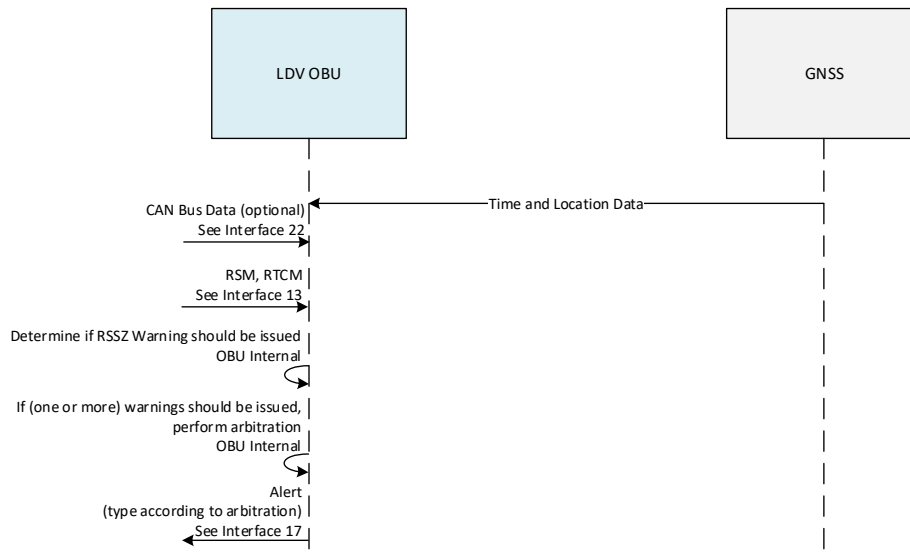 LDV OBU
GNSS
Time and Location Data
CAN Bus Data (optional)
See Interface 22
RSM, RTCM
See Interface 13
Determine if RSSZ Warning should be issued
OBU Internal
If (one or more) warnings should be issued,
perform arbitration
OBU Internal
Alert
(type according to arbitration)
See Interface 17